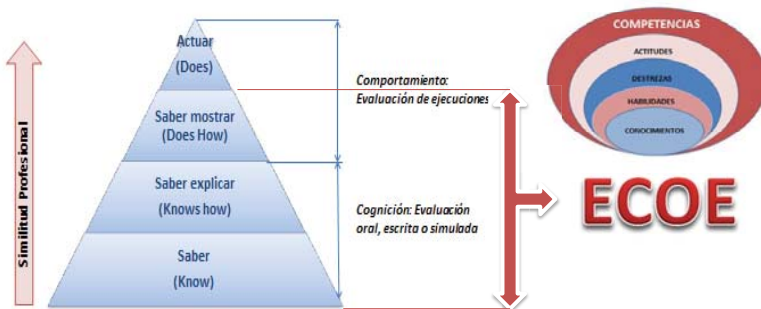 Similitud Profesional
Actuar
(Does)
Saber mostrar
(Does How)
Saber explicar
(Knows how)
Saber
(Know)
Comportamiento:
Evaluación de ejecuciones
Cognición: Evaluación
oral, escrita o simulada
COMPETENCIAS
ACTITUDES
DESTREZAS
HABILIDADES
CONOCIMIENTOS
ECOE